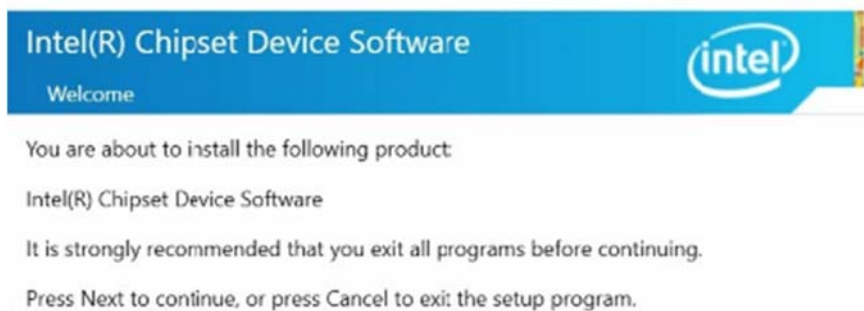 Intel(R) Chipset Device Software
intel
Welcome
You are about to install the following product:
Intel(R) Chipset Device Software
It is strongly recommended that you exit all programs before continuing.
Press Next to continue, or press Cancel to exit the setup program.